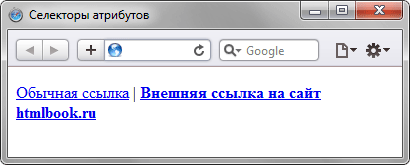 Селекторы атрибутов
Google
Обычная ссылка | Внешняя ссылка на сайт
htmlbook.ru